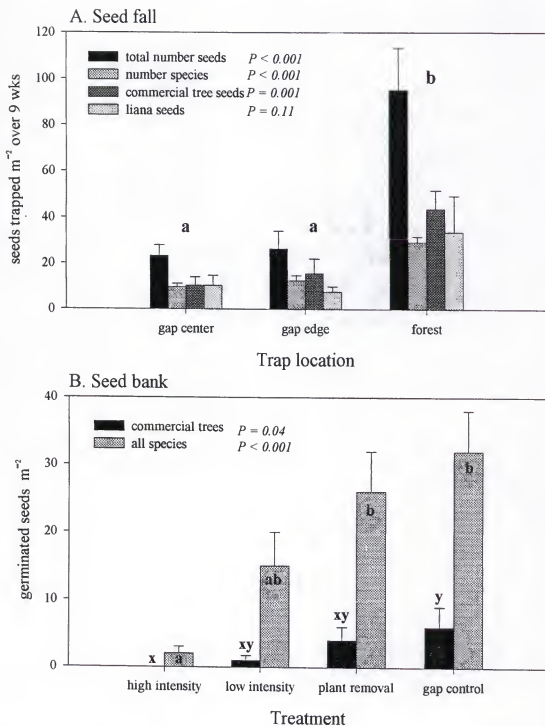 A. Seed fall
120
100
80
60
40
20
0
seeds trapped m⁻² over 9 wks
total number seeds P < 0.001
number species P < 0.001
commercial tree seeds P = 0.001
liana seeds P = 0.11
a
a
b
gap center gap edge forest
Trap location
B. Seed bank
40
30
20
10
0
germinated seeds m⁻²
commercial trees P = 0.04
all species P < 0.001
x a
xy ab
xy b
y b
high intensity low intensity plant removal gap control
Treatment